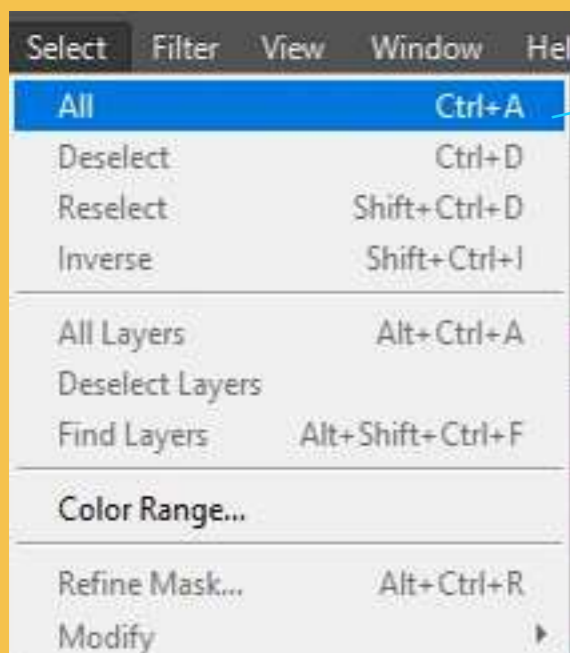 Select Filter View Window Hel
All Ctrl+A
Deselect Ctrl+D
Reselect Shift+Ctrl+D
Inverse Shift+Ctrl+I
All Layers Alt+Ctrl+A
Deselect Layers
Find Layers Alt+Shift+Ctrl+F
Color Range...
Refine Mask... Alt+Ctrl+R
Modify